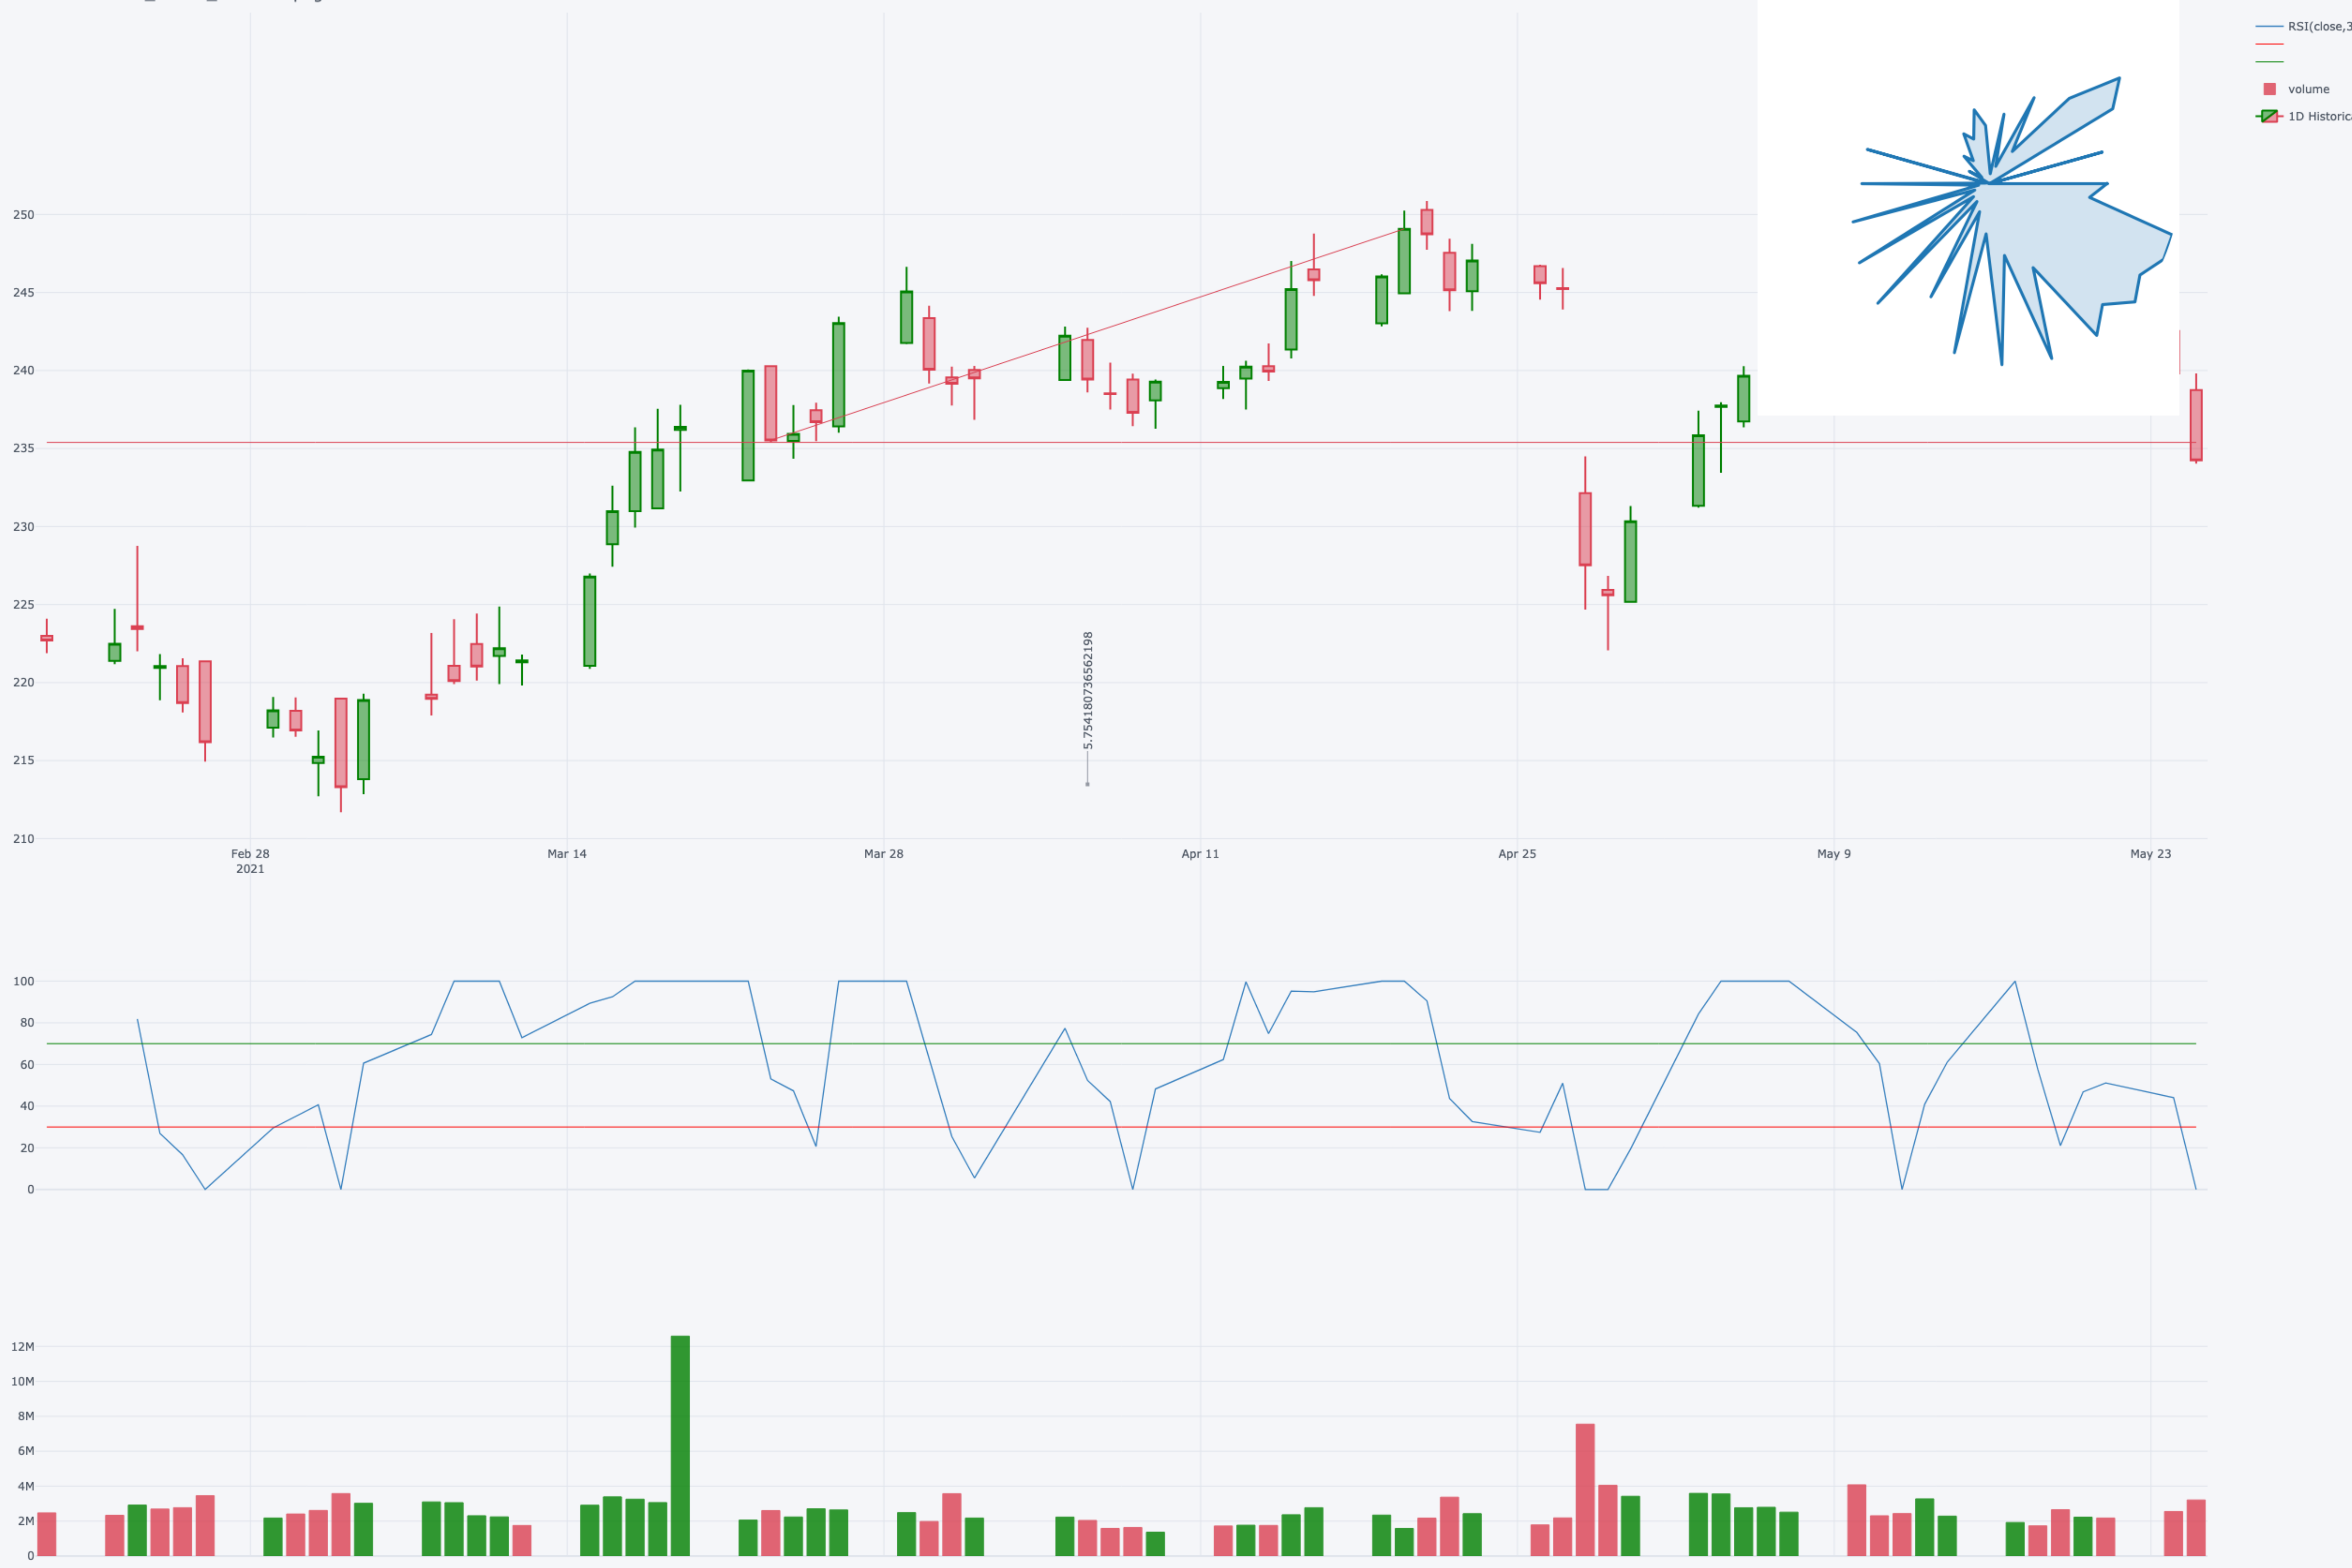 RSI(close,3
volume
1D Historic
250
245
240
235
230
225
220
215
210
5.754180736562198
Feb 28
2021
Mar 14
Mar 28
Apr 11
Apr 25
May 9
May 23
100
80
60
40
20
0
12M
10M
8M
6M
4M
2M
0